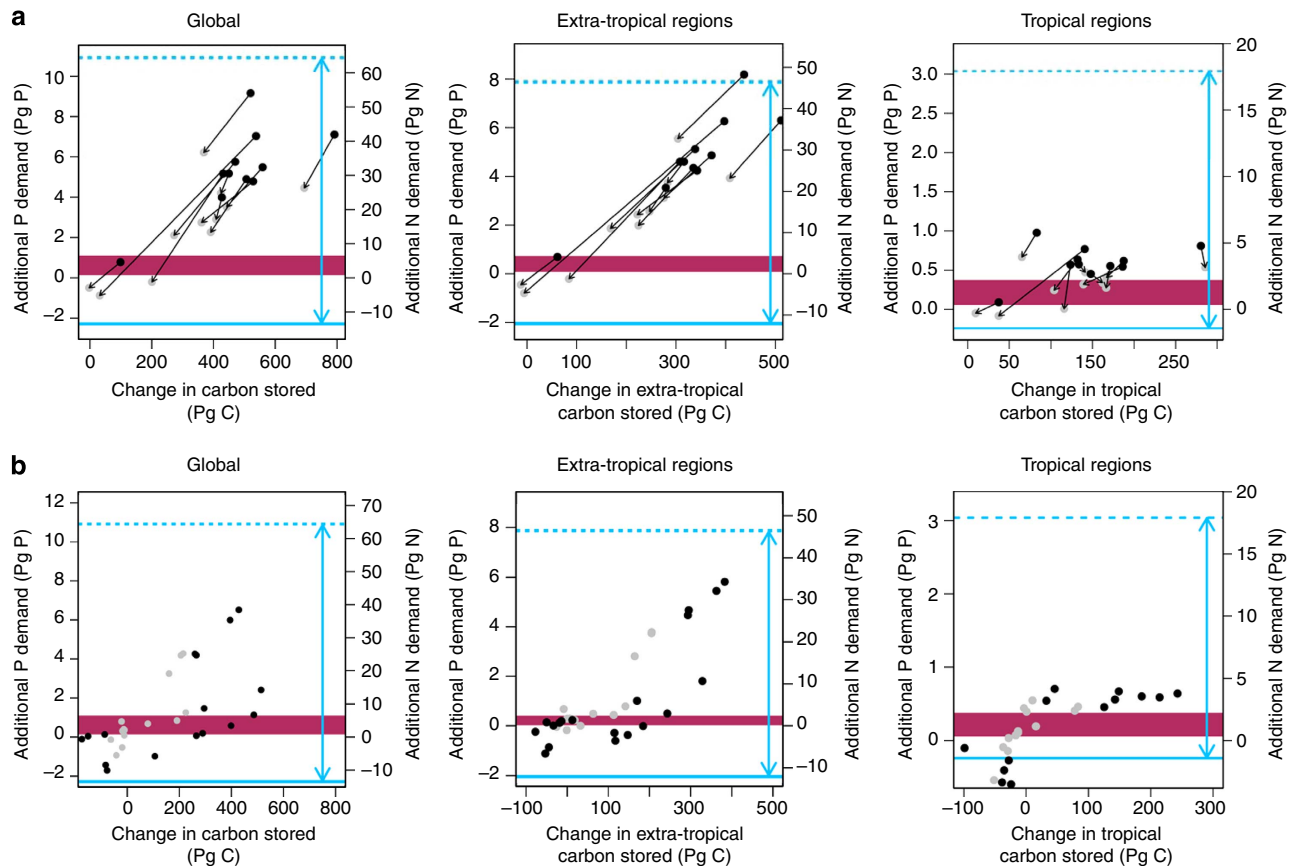 a
Global
Extra-tropical regions
Tropical regions
Additional P demand (Pg P)
10
8
6
4
2
0
−2
60
50
40
30
20
10
0
−10
Additional N demand (Pg N)
0 200 400 600 800
Change in carbon stored
(Pg C)
Additional P demand (Pg P)
8
6
4
2
0
−2
50
40
30
20
10
0
−10
Additional N demand (Pg N)
0 100 300 500
Change in extra-tropical
carbon stored (Pg C)
Additional P demand (Pg P)
3.0
2.5
2.0
1.5
1.0
0.5
0.0
20
15
10
5
0
Additional N demand (Pg N)
0 50 150 250
Change in tropical
carbon stored (Pg C)
b
Global
Extra-tropical regions
Tropical regions
Additional P demand (Pg P)
12
10
8
6
4
2
0
−2
70
60
50
40
30
20
10
0
−10
Additional N demand (Pg N)
0 200 400 600 800
Change in carbon stored
(Pg C)
Additional P demand (Pg P)
8
6
4
2
0
−2
50
40
30
20
10
0
−10
Additional N demand (Pg N)
−100 100 300 500
Change in extra-tropical
carbon stored (Pg C)
Additional P demand (Pg P)
3
2
1
0
20
15
10
5
0
Additional N demand (Pg N)
−100 0 100 200 300
Change in tropical
carbon stored (Pg C)